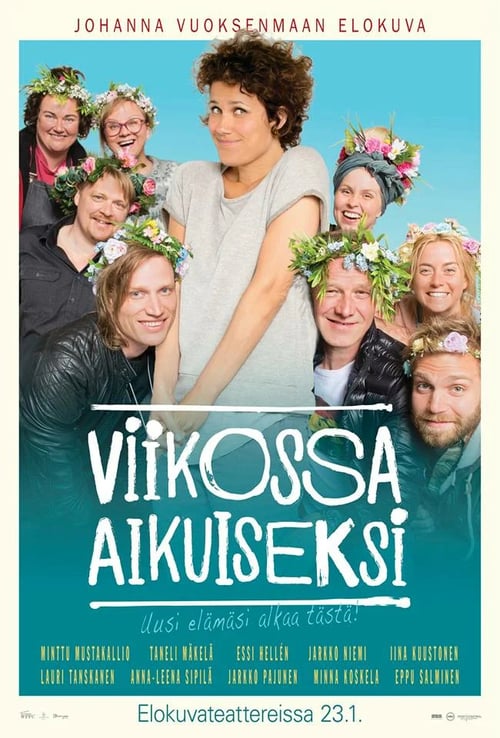 JOHANNA VUOKSENMAAN ELOKUVA
VIIKOSSA
AIKUISEKSI
Uusi elämäsi alkaa tästä!
MINTTU MUSTAKALLIO TANELI MÄKELÄ ESSI HELLÉN JARKKO NIEMI IINA KUUSTONEN
LAURI TANSKANEN ANNA-LEENA SIPILÄ JARKKO PAJUNEN MINNA KOSKELA EPPU SALMINEN
Elokuvateattereissa 23.1.